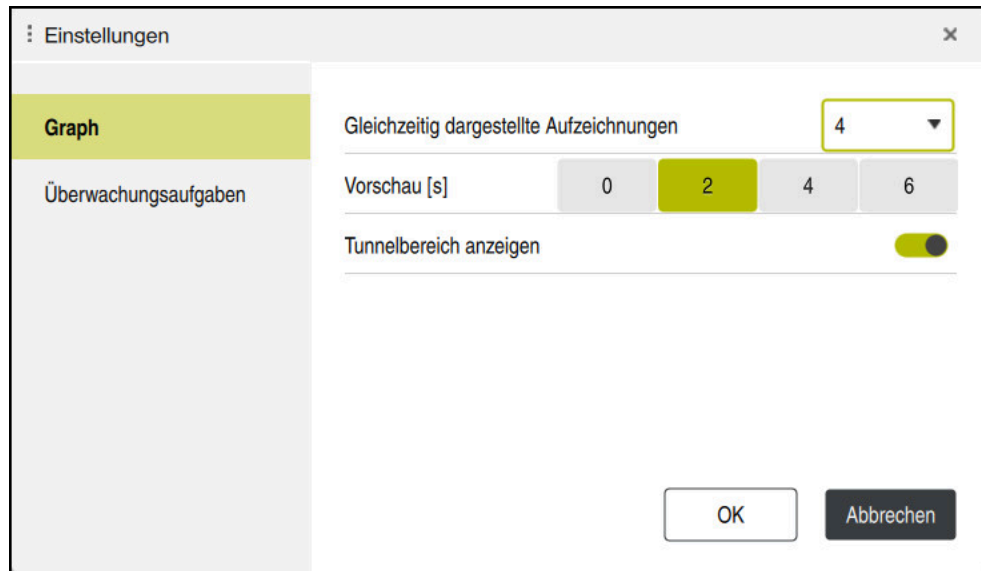 Einstellungen
Graph
Überwachungsaufgaben
Gleichzeitig dargestellte Aufzeichnungen 4
Vorschau [s] 0 2 4 6
Tunnelbereich anzeigen
OK Abbrechen